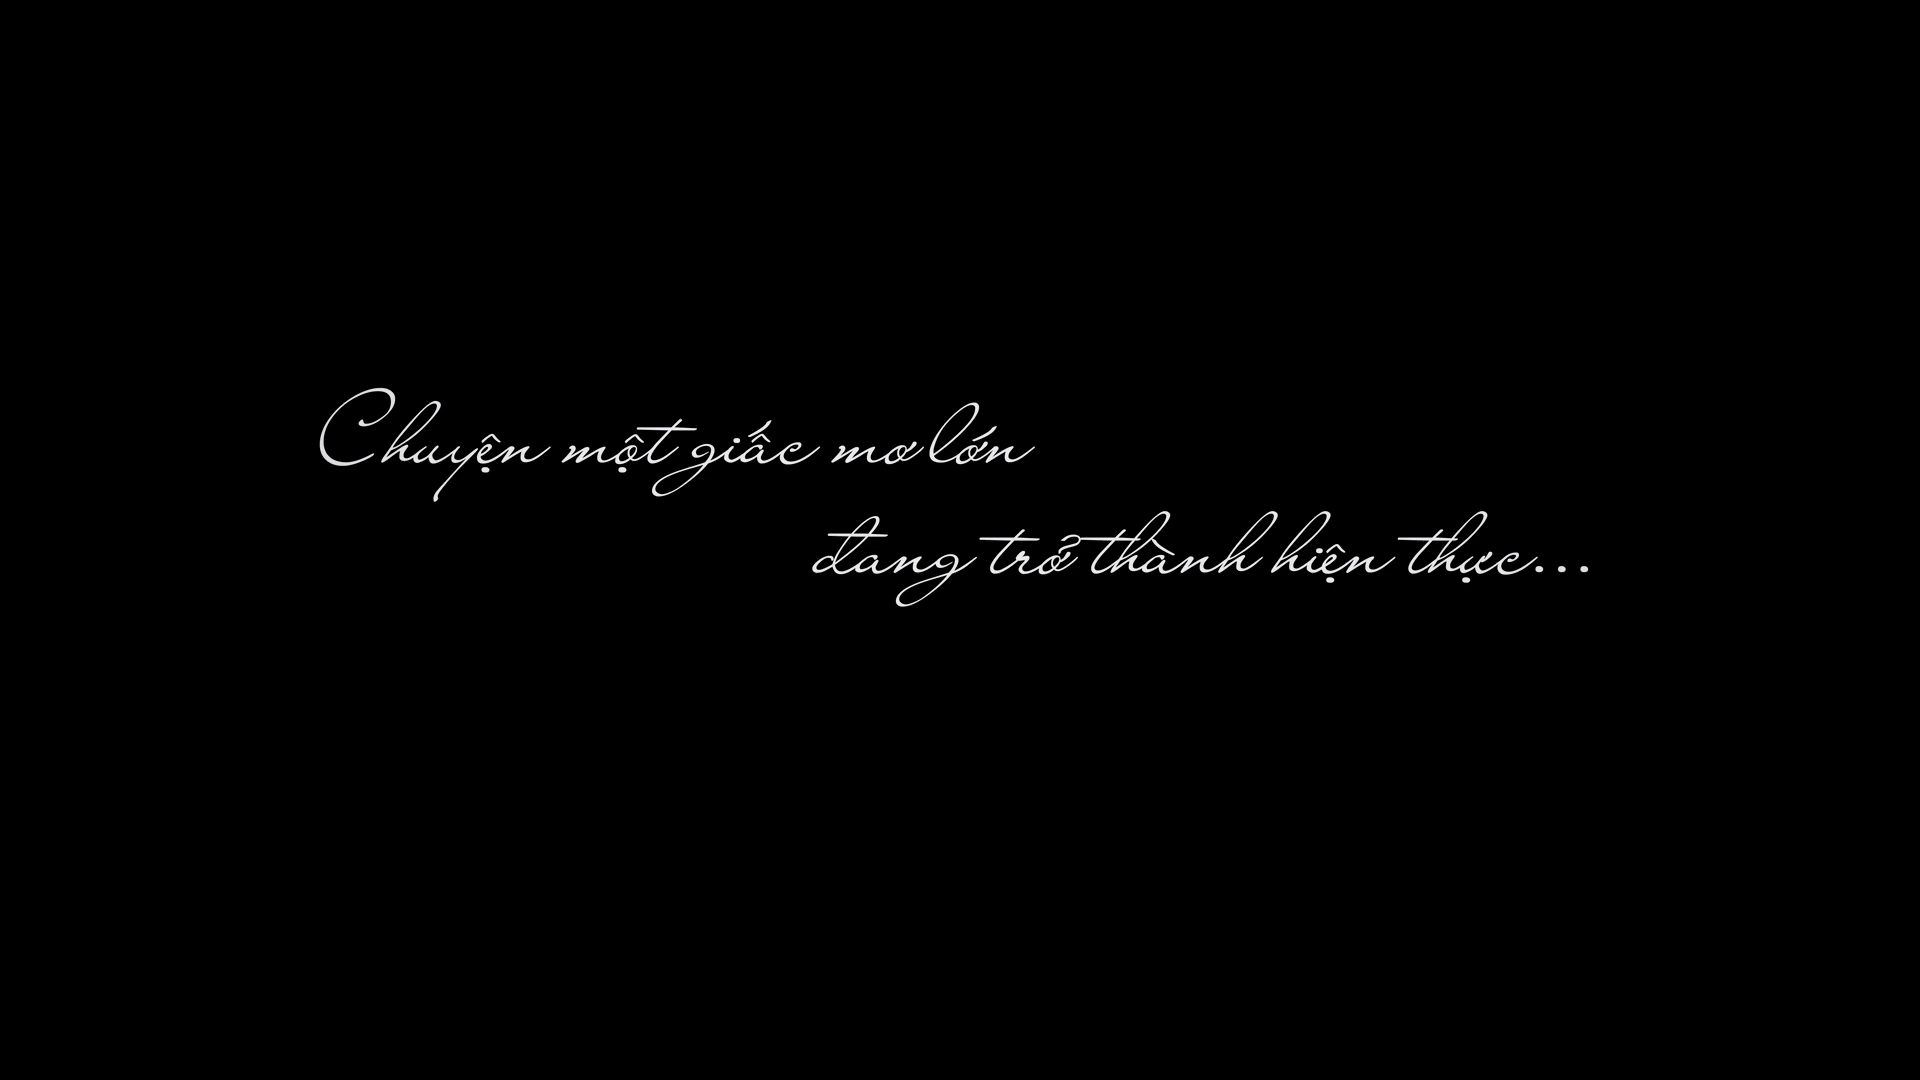 Chuyện một giấc mơ lớn
đang trở thành hiện thực...